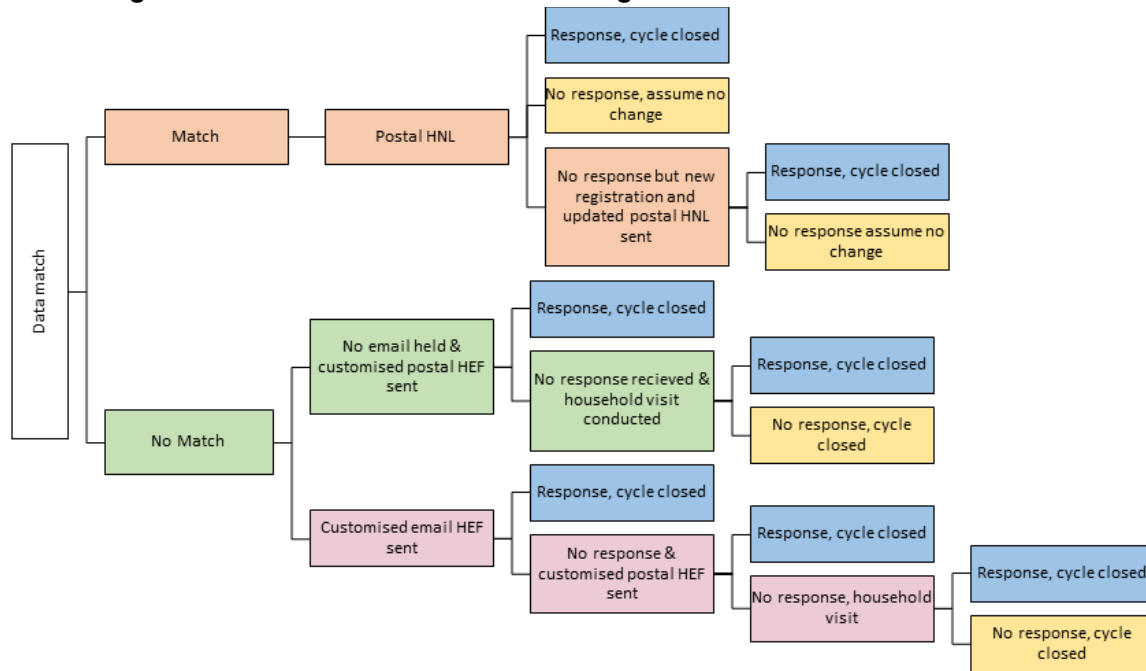 Response, cycle closed
No response, assume no
change
Match
Postal HNL
No response but new
registration and
updated postal HNL
sent
Response, cycle closed
No response assume no
change
Data match
No Match
No email held &
customised postal HEF
sent
Response, cycle closed
No response recieved &
household visit
conducted
Response, cycle closed
No response, cycle
closed
Customised email HEF
sent
Response, cycle closed
No response &
customised postal HEF
sent
Response, cycle closed
No response, household
visit
Response, cycle closed
No response, cycle
closed